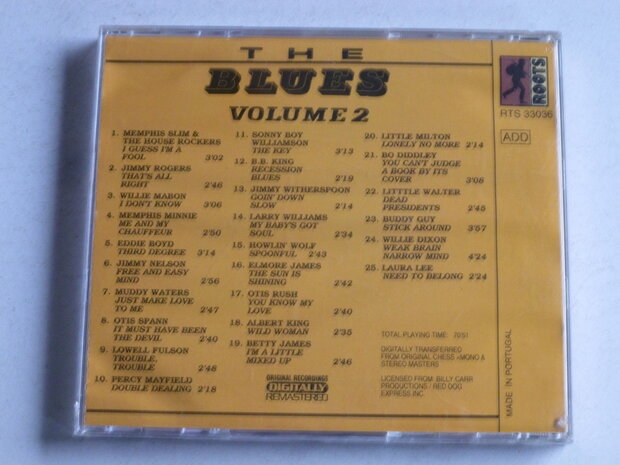 THE
BLUES
VOLUME 2
1. MEMPHIS SLIM &
THE HOUSE ROCKERS
I GUESS I'M A
FOOL 3'02
2. JIMMY ROGERS
THAT'S ALL
RIGHT 2'46
3. WILLIE MABON
I DON'T KNOW 3'06
4. MEMPHIS MINNIE
ME AND MY
CHAUFFEUR 2'50
5. EDDIE BOYD
THIRD DEGREE 3'14
6. JIMMY NELSON
FREE AND EASY
MIND 2'56
7. MUDDY WATERS
JUST MAKE LOVE
TO ME 2'47
8. OTIS SPANN
IT MUST HAVE BEEN
THE DEVIL 2'40
9. LOWELL FULSON
TROUBLE,
TROUBLE 2'48
10. PERCY MAYFIELD
DOUBLE DEALING 2'18
11. SONNY BOY
WILLIAMSON
THE KEY 3'13
12. B.B. KING
RECESSION
BLUES 2'19
13. JIMMY WITHERSPOON
GOIN' DOWN
SLOW 2'14
14. LARRY WILLIAMS
MY BABY'S GOT
SOUL 2'34
15. HOWLIN' WOLF
SPOONFUL 2'43
16. ELMORE JAMES
THE SUN IS
SHINING 2'42
17. OTIS RUSH
YOU KNOW MY
LOVE 2'40
18. ALBERT KING
WILD WOMAN 2'35
19. BETTY JAMES
I'M A LITTLE
MIXED UP 2'46
ORIGINAL RECORDINGS
DIGITALLY
REMASTERED
20. LITTLE MILTON
LONELY NO MORE 2'14
21. BO DIDDLEY
YOU CAN'T JUDGE
A BOOK BY ITS
COVER 3'08
22. LITTTLE WALTER
DEAD
PRESIDENTS 2'45
23. BUDDY GUY
STICK AROUND 3'57
24. WILLIE DIXON
WEAK BRAIN
NARROW MIND 4'24
25. LAURA LEE
NEED TO BELONG 2'24
TOTAL PLAYING TIME: 70'51
DIGITALLY TRANSFERRED
FROM ORIGINAL CHESS-MONO &
STEREO MASTERS
LICENSED FROM BILLY CARR
PRODUCTIONS / RED DOG
EXPRESS INC.
ROOTS
RTS 33036
ADD
MADE IN PORTUGAL